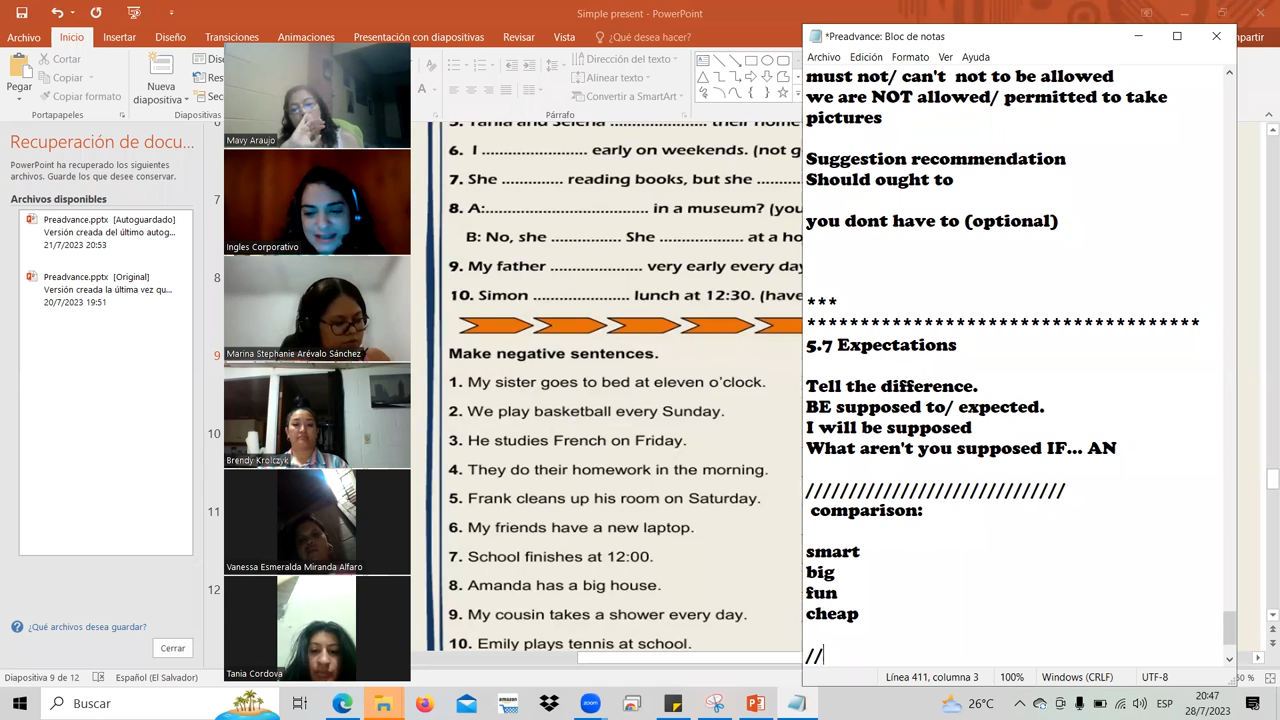 Archivo Inicio Insertar Diseño Transiciones Animaciones Presentación con diapositivas Revisar Vista ¿Qué desea hacer?
Pegar
Cortar
Copiar
Copiar formato
Portapapeles
Nueva
diapositiva
Diapositivas
Dirección del texto
Alinear texto
Convertir a SmartArt
Párrafo
Recuperación de docu...
PowerPoint ha recuperado los siguientes
archivos. Guarde los que desee conservar.
Archivos disponibles
Preadvance.pptx [Autoguardado]
Versión creada del último autog...
21/7/2023 20:53
Preadvance.pptx [Original]
Versión creada la última vez qu...
20/7/2023 19:51
¿Qué archivo desea guardar?
Cerrar
7
8
9
10
11
12
Mavy Araujo
Ingles Corporativo
Marina Stephanie Arévalo Sánchez
Brendy Krolczyk
Vanessa Esmeralda Miranda Alfaro
Tania Cordova
5. Tania and Selena .................. their home
6. I ...................... early on weekends. (not g
7. She ............ reading books, but she ........
8. A:................................. in a museum? (you
B: No, she ................. She ................. at a ho
9. My father .................... very early every day
10. Simon .................... lunch at 12:30. (have
Make negative sentences.
1. My sister goes to bed at eleven o'clock.
2. We play basketball every Sunday.
3. He studies French on Friday.
4. They do their homework in the morning.
5. Frank cleans up his room on Saturday.
6. My friends have a new laptop.
7. School finishes at 12:00.
8. Amanda has a big house.
9. My cousin takes a shower every day.
10. Emily plays tennis at school.
*Preadvance: Bloc de notas
Archivo Edición Formato Ver Ayuda
must not/ can't not to be allowed
we are NOT allowed/ permitted to take
pictures
Suggestion recommendation
Should ought to
you dont have to (optional)
***
*************************************
5.7 Expectations
Tell the difference.
BE supposed to/ expected.
I will be supposed
What aren't you supposed IF... AN
//////////////////////////////
comparison:
smart
big
fun
cheap
//
Línea 411, columna 3 100% Windows (CRLF) UTF-8
Diapositiva 9 de 12 Español (El Salvador)
Buscar
26°C
ESP
20:47
28/7/2023